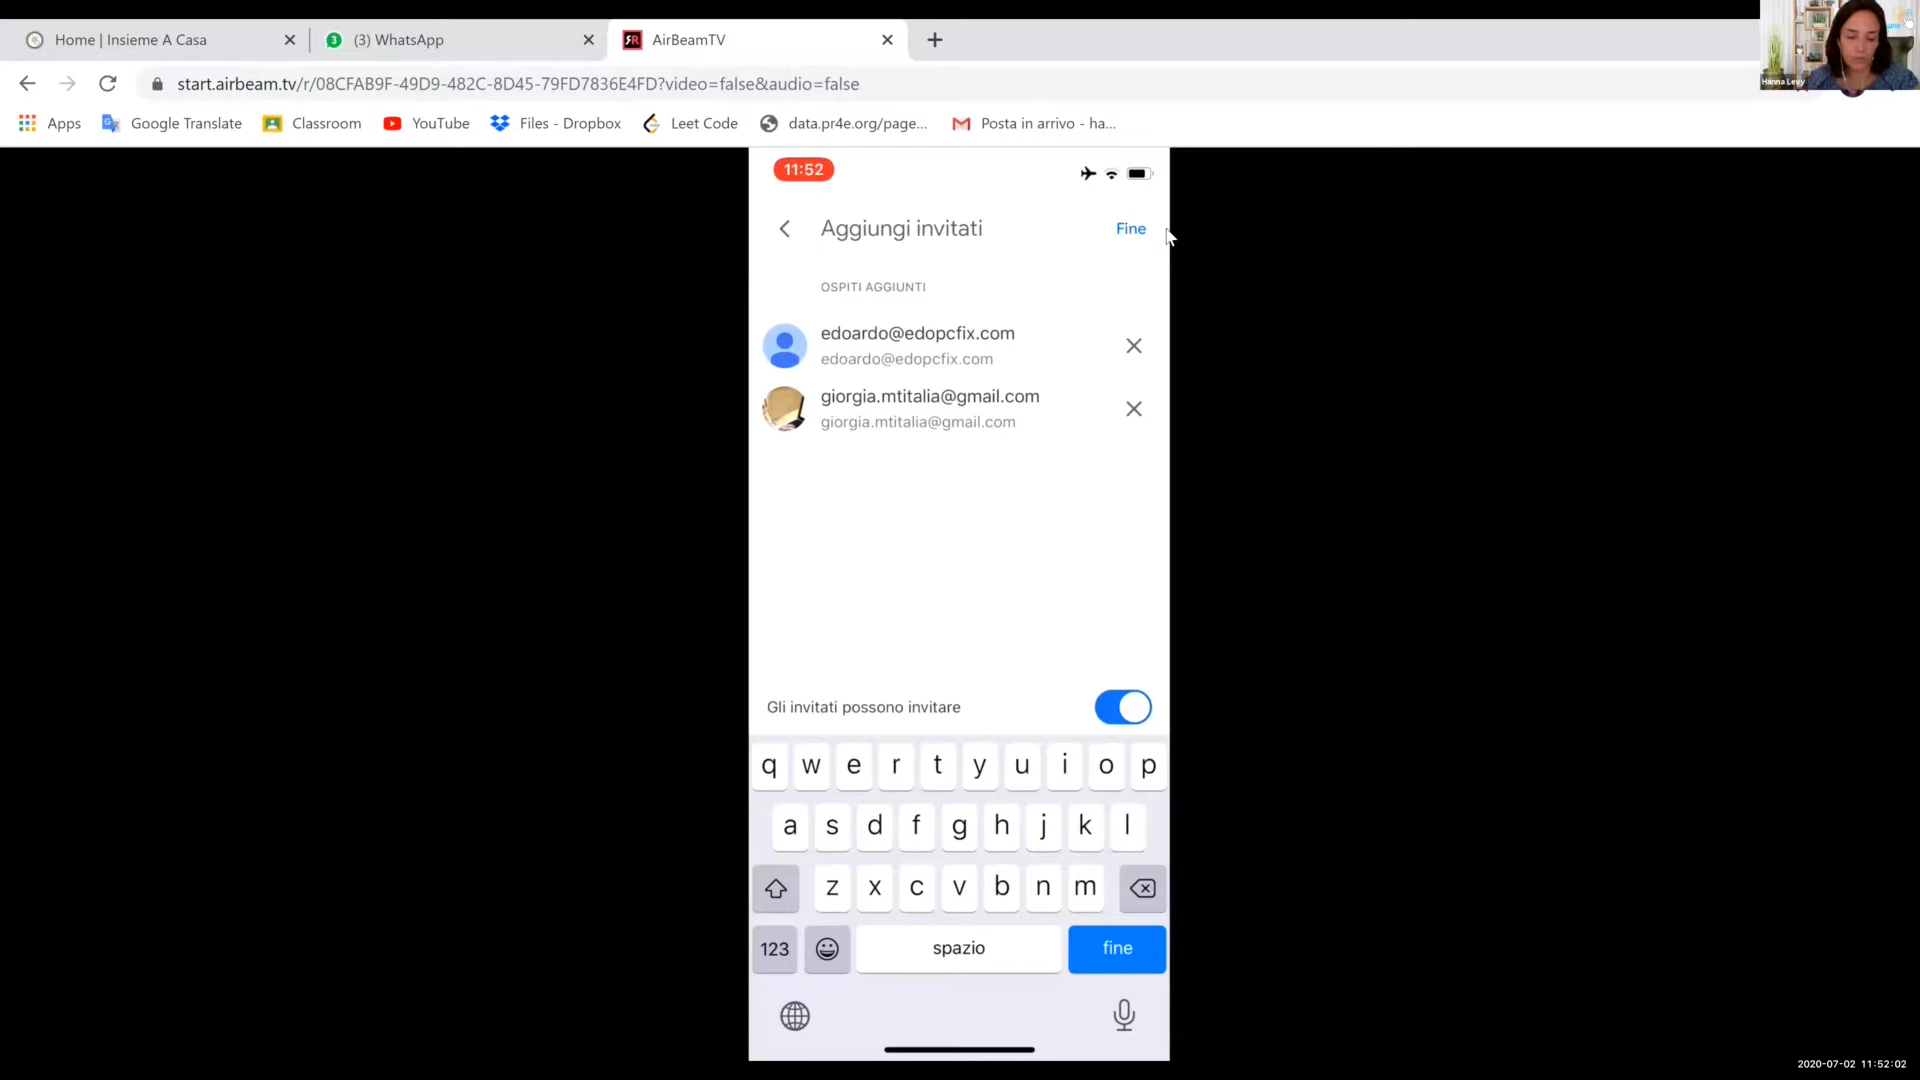 Home | Insieme A Casa
(3) WhatsApp
AirBeamTV
start.airbeam.tv/r/08CFAB9F-49D9-482C-8D45-79FD7836E4FD?video=false&audio=false
Apps
Google Translate
Classroom
YouTube
Files - Dropbox
Leet Code
data.pr4e.org/page...
Posta in arrivo - ha...
Hanna Levy
11:52
Aggiungi invitati
Fine
OSPITI AGGIUNTI
edoardo@edopcfix.com
edoardo@edopcfix.com
giorgia.mtitalia@gmail.com
giorgia.mtitalia@gmail.com
Gli invitati possono invitare
q w e r t y u i o p
a s d f g h j k l
z x c v b n m
123 spazio fine
2020-07-02 11:52:02